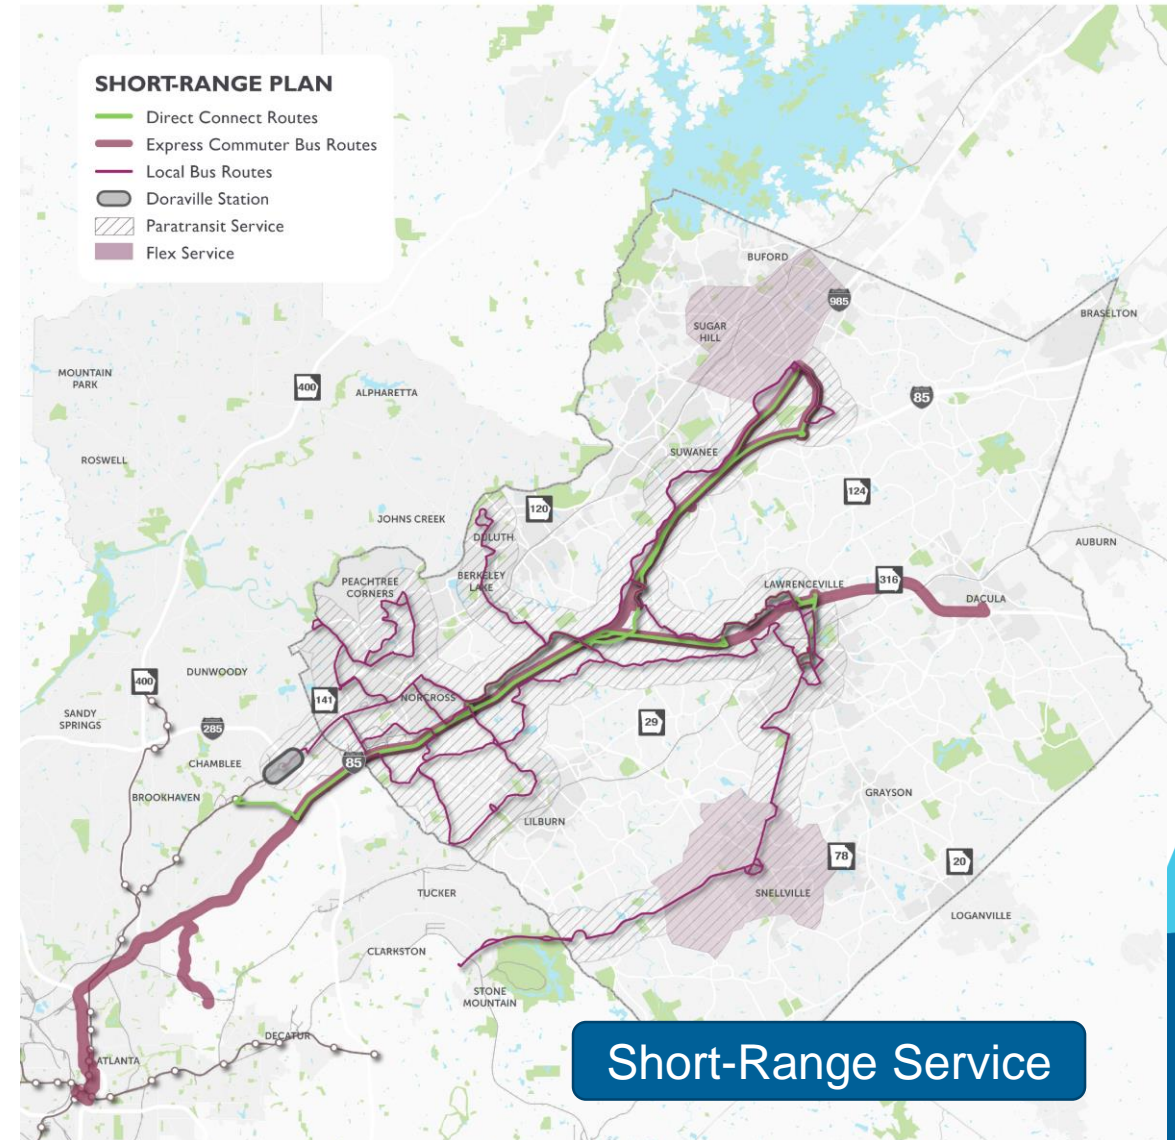 SHORT-RANGE PLAN
Direct Connect Routes
Express Commuter Bus Routes
Local Bus Routes
Doraville Station
Paratransit Service
Flex Service
BUFORD
985
BRASELTON
SUGAR
HILL
MOUNTAIN
PARK
400
ALPHARETTA
85
ROSWELL
SUWANEE
124
120
JOHNS CREEK
DULUTH
AUBURN
PEACHTREE
CORNERS
BERKELEY
LAKE
LAWRENCEVILLE
316
DACULA
DUNWOODY
400
141
NORCROSS
SANDY
SPRINGS
285
29
CHAMBLEE
85
BROOKHAVEN
GRAYSON
LILBURN
78
20
TUCKER
SNELLVILLE
LOGANVILLE
CLARKSTON
STONE
MOUNTAIN
DECATUR
ATLANTA
Short-Range Service